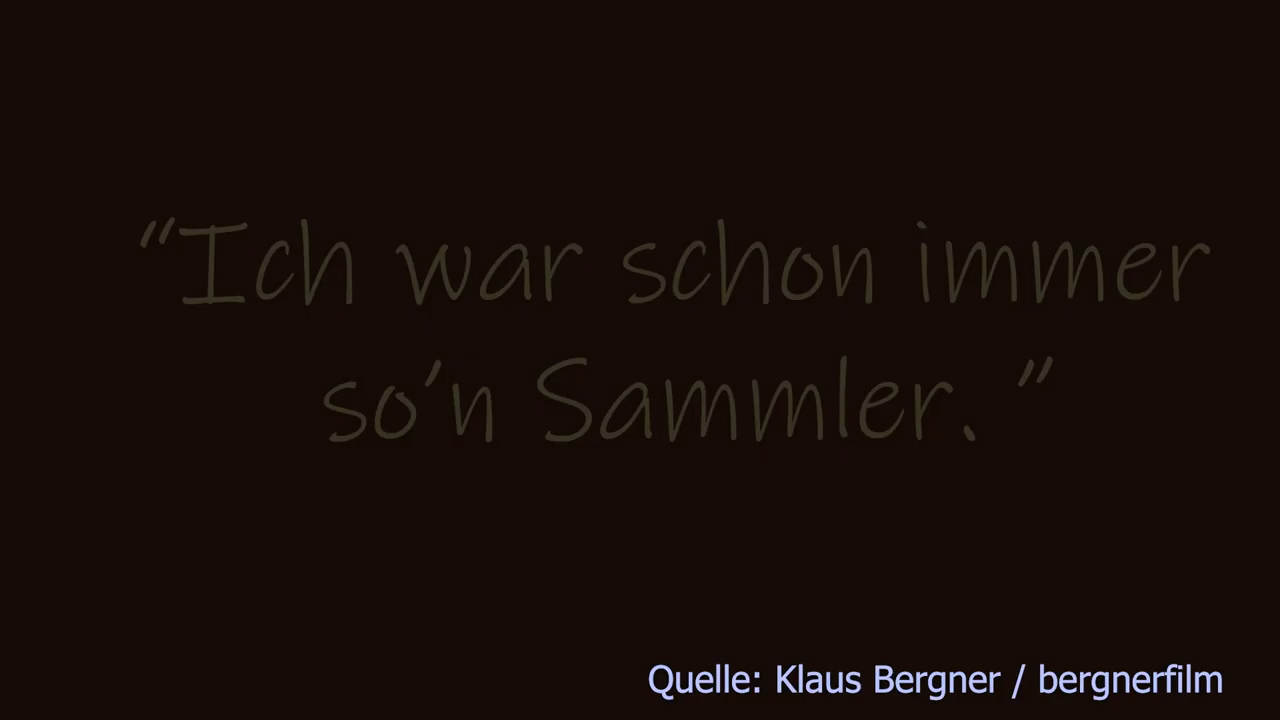 “Ich war schon immer
so’n Sammler. ”
Quelle: Klaus Bergner / bergnerfilm